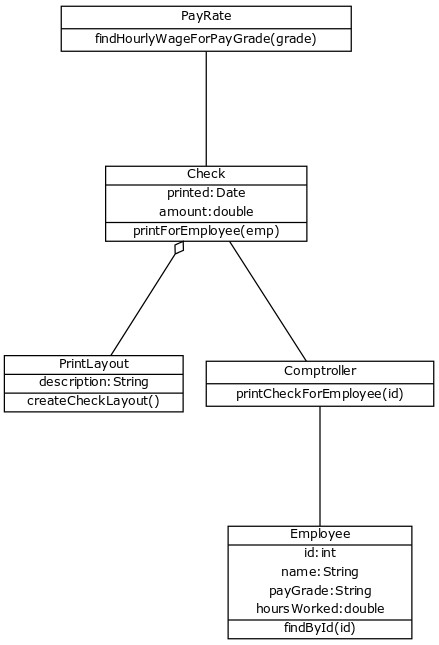 PayRate
findHourlyWageForPayGrade(grade)
Check
printed:Date
amount:double
printForEmployee(emp)
PrintLayout
description:String
createCheckLayout()
Comptroller
printCheckForEmployee(id)
Employee
id:int
name:String
payGrade:String
hoursWorked:double
findById(id)